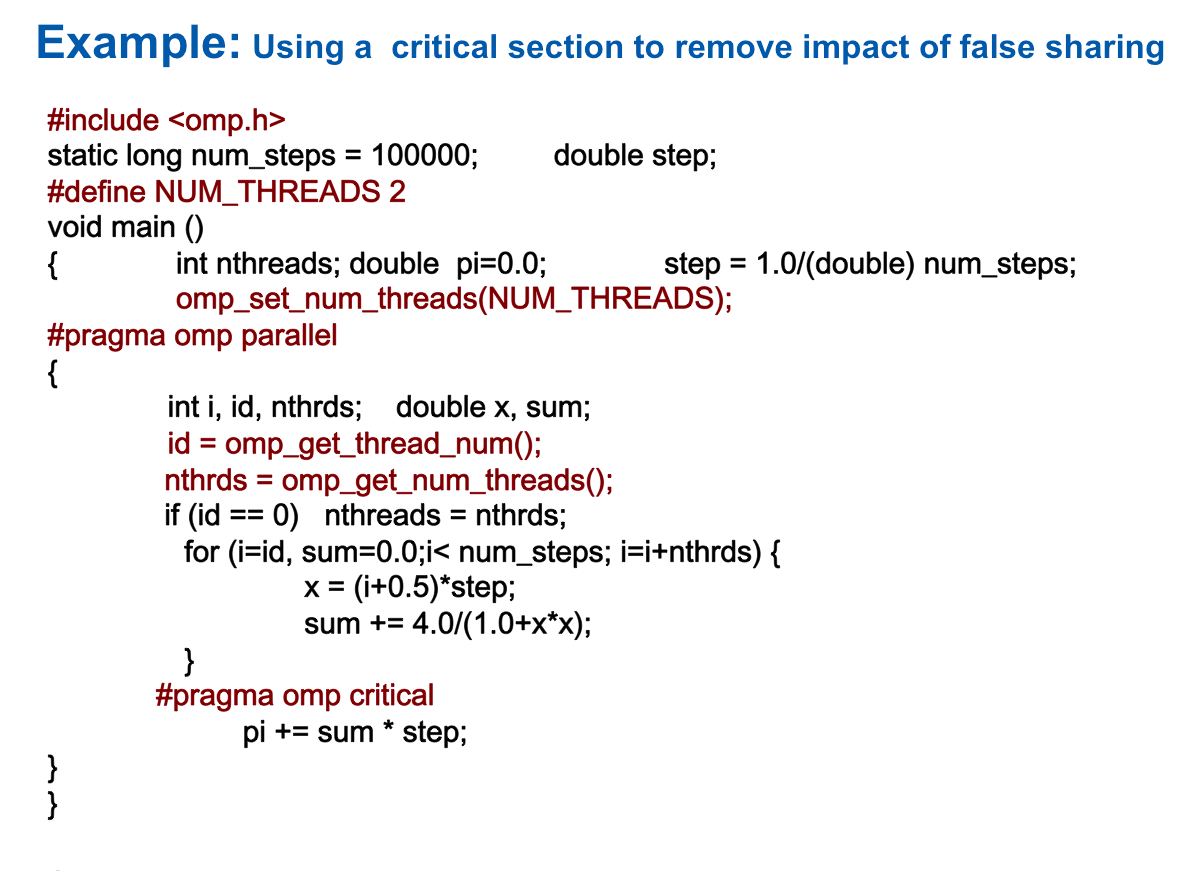 Example: Using a critical section to remove impact of false sharing
#include <omp.h>
static long num_steps = 100000; double step;
#define NUM_THREADS 2
void main ()
{ int nthreads; double pi=0.0; step = 1.0/(double) num_steps;
omp_set_num_threads(NUM_THREADS);
#pragma omp parallel
{
int i, id, nthrds; double x, sum;
id = omp_get_thread_num();
nthrds = omp_get_num_threads();
if (id == 0) nthreads = nthrds;
for (i=id, sum=0.0;i< num_steps; i=i+nthrds) {
x = (i+0.5)*step;
sum += 4.0/(1.0+x*x);
}
#pragma omp critical
pi += sum * step;
}
}